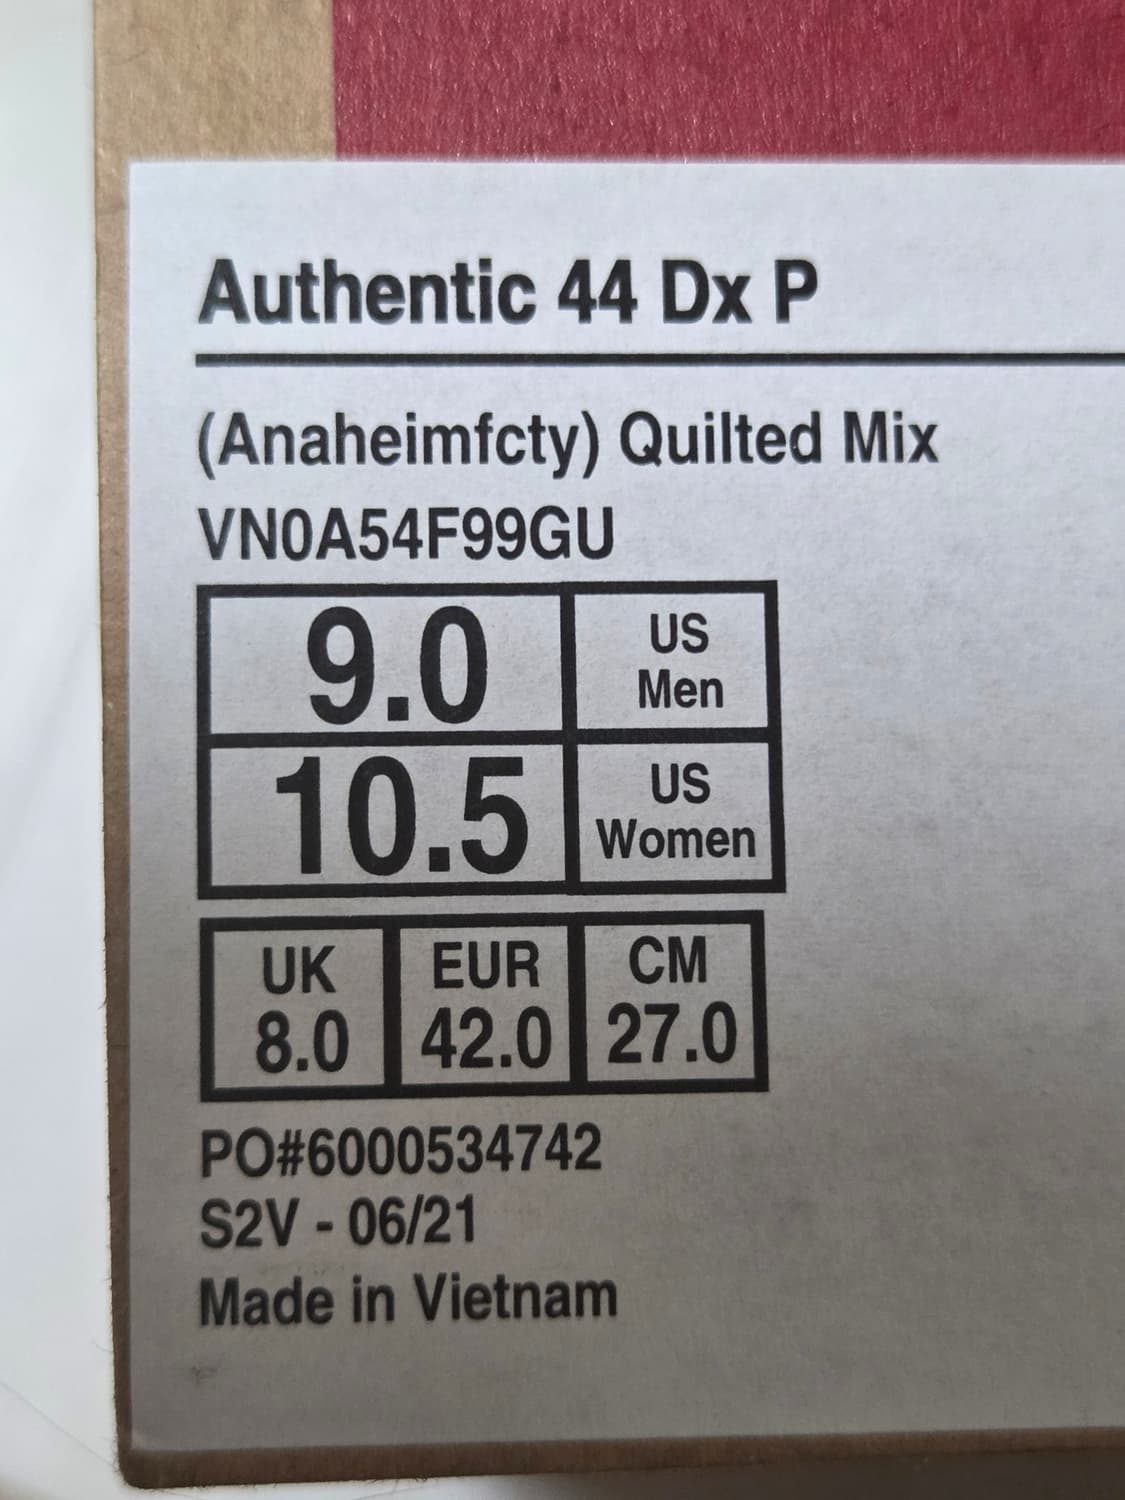 Authentic 44 Dx P
(Anaheimfcty) Quilted Mix
VN0A54F99GU
9.0 US Men
10.5 US Women
UK EUR CM
8.0 42.0 27.0
PO#6000534742
S2V - 06/21
Made in Vietnam